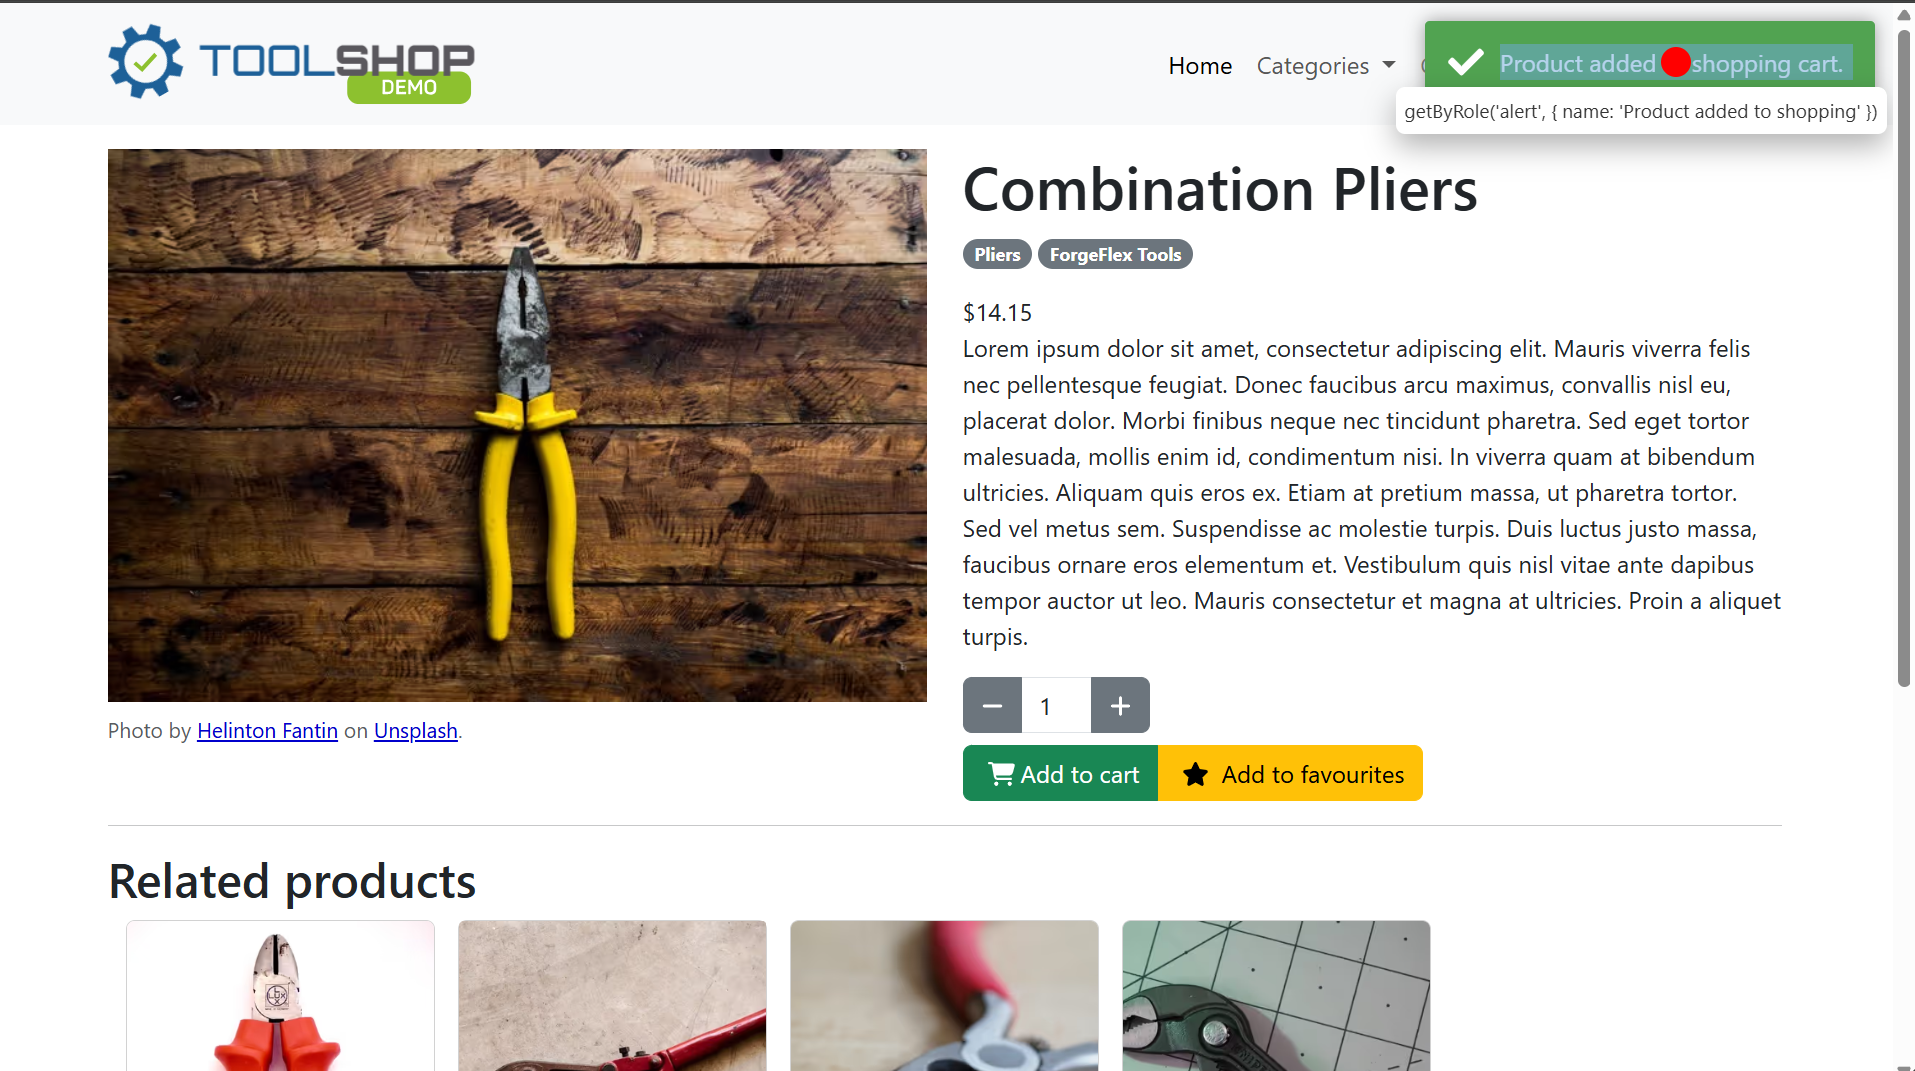 TOOLSHOP
DEMO
Home
Categories
Product added shopping cart.
getByRole('alert', { name: 'Product added to shopping' })
Combination Pliers
Pliers
ForgeFlex Tools
$14.15
Lorem ipsum dolor sit amet, consectetur adipiscing elit. Mauris viverra felis
nec pellentesque feugiat. Donec faucibus arcu maximus, convallis nisl eu,
placerat dolor. Morbi finibus neque nec tincidunt pharetra. Sed eget tortor
malesuada, mollis enim id, condimentum nisi. In viverra quam at bibendum
ultricies. Aliquam quis eros ex. Etiam at pretium massa, ut pharetra tortor.
Sed vel metus sem. Suspendisse ac molestie turpis. Duis luctus justo massa,
faucibus ornare eros elementum et. Vestibulum quis nisl vitae ante dapibus
tempor auctor ut leo. Mauris consectetur et magna at ultricies. Proin a aliquet
turpis.
1
Photo by Helinton Fantin on Unsplash.
Add to cart
Add to favourites
Related products